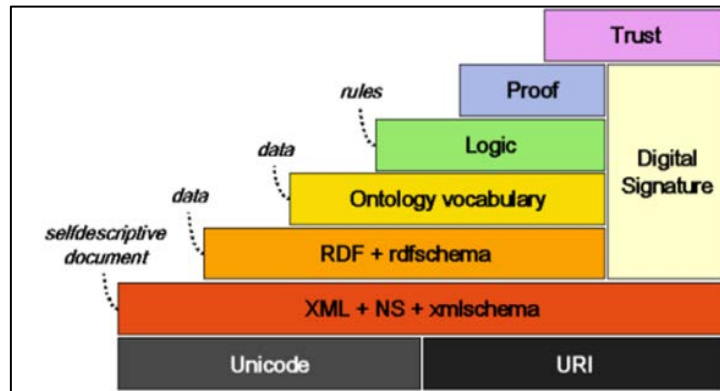 Trust
Proof
rules
Logic
Digital
Signature
data
Ontology vocabulary
data
RDF + rdfschema
selfdescriptive
document
XML + NS + xmlschema
Unicode
URI